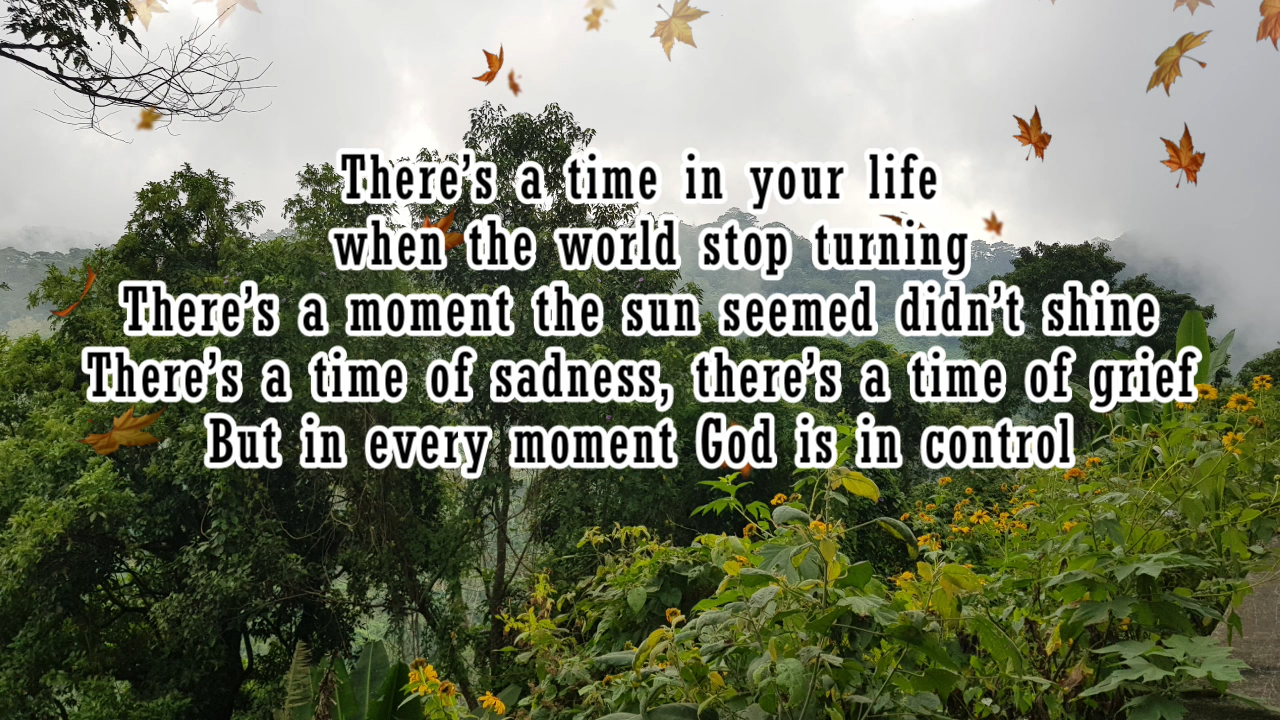 There’s a time in your life
when the world stop turning
There’s a moment the sun seemed didn’t shine
There’s a time of sadness, there’s a time of grief
But in every moment God is in control